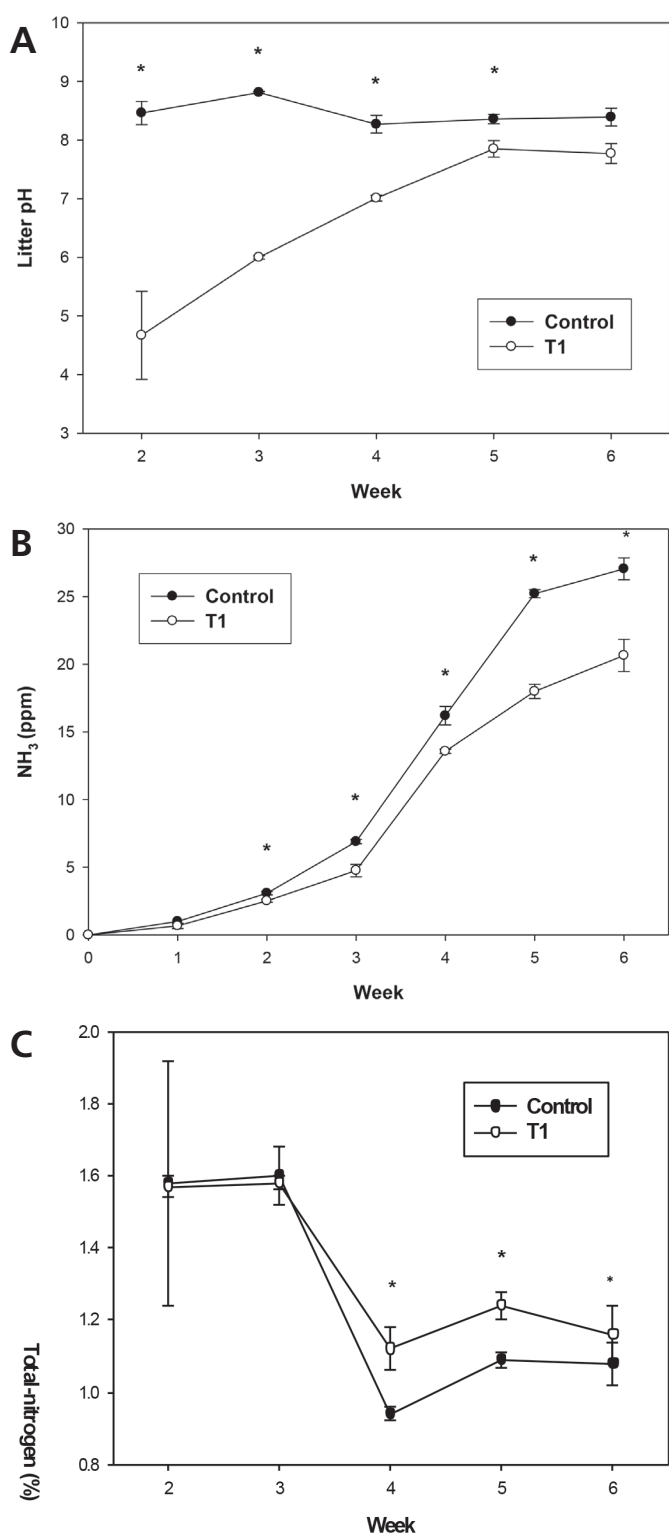 A
10
*
*
*
*
9
8
7
6
5
4
3
Litter pH
Control
T1
2 3 4 5 6
Week
B
30
*
*
*
*
*
25
20
15
10
5
0
NH3 (ppm)
Control
T1
0 1 2 3 4 5 6
Week
C
2.0
1.8
1.6
1.4
1.2
1.0
0.8
Control
T1
*
*
*
Total-nitrogen (%)
2 3 4 5 6
Week